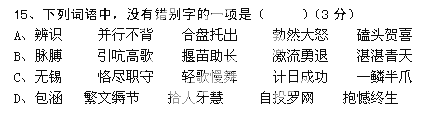 15、下列词语中，没有错别字的一项是（　　）（3 分）
A、辨识　并行不背　合盘托出　勃然大怒　磕头贺喜
B、脉膊　引吭高歌　揠苗助长　激流勇退　湛湛青天
C、无锡　恪尽职守　轻歌慢舞　计日成功　一鳞半爪
D、包涵　繁文缛节　拾人牙慧　自投罗网　抱憾终生